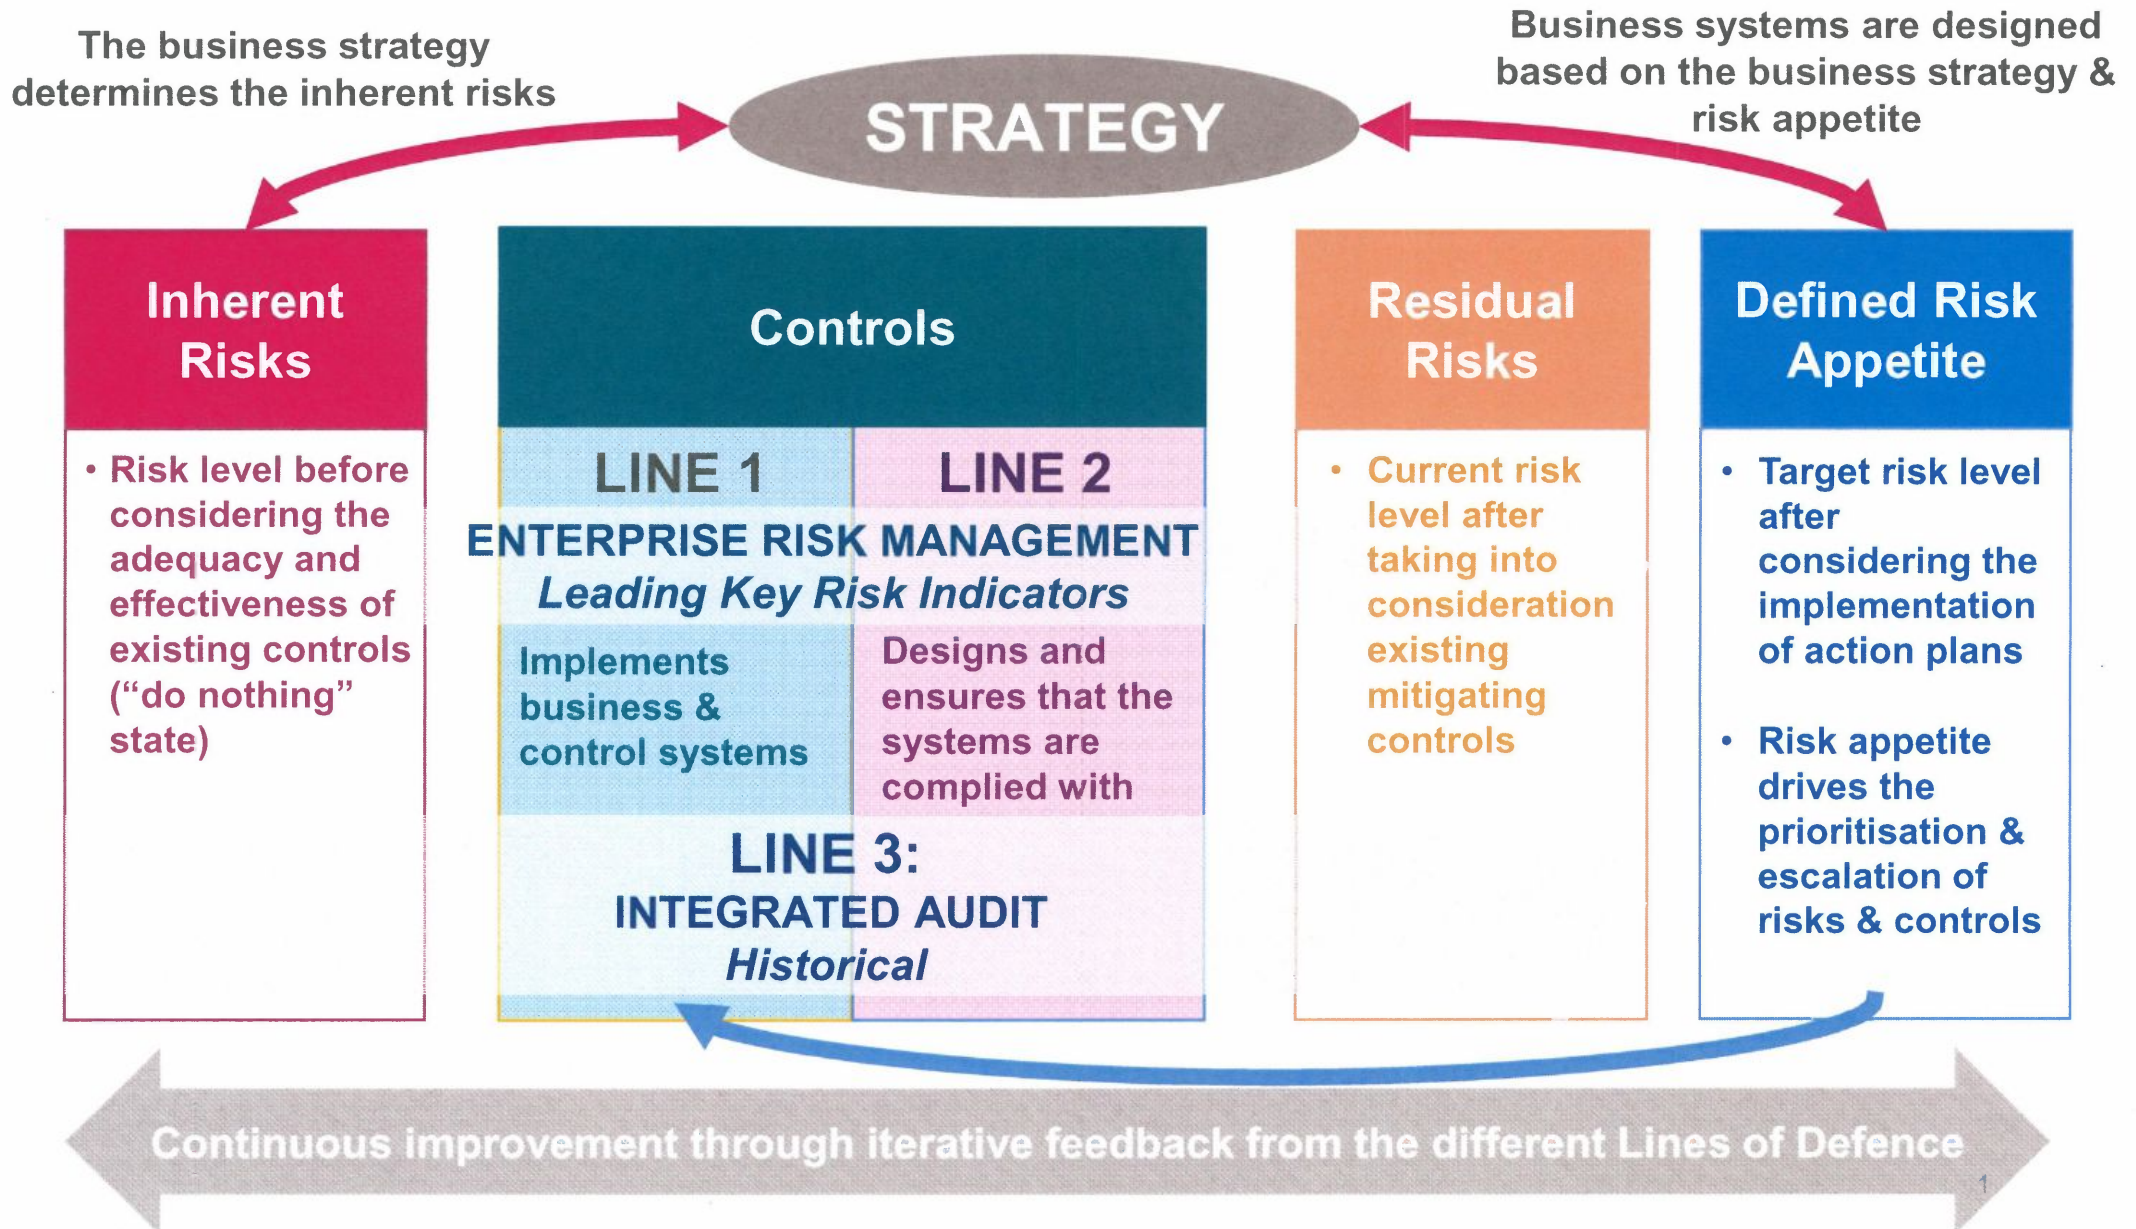 The business strategy
determines the inherent risks
STRATEGY
Business systems are designed
based on the business strategy &
risk appetite
Inherent
Risks
• Risk level before
considering the
adequacy and
effectiveness of
existing controls
(“do nothing”
state)
Controls
LINE 1
LINE 2
ENTERPRISE RISK MANAGEMENT
Leading Key Risk Indicators
Implements
business &
control systems
Designs and
ensures that the
systems are
complied with
LINE 3:
INTEGRATED AUDIT
Historical
Residual
Risks
• Current risk
level after
taking into
consideration
existing
mitigating
controls
Defined Risk
Appetite
• Target risk level
after
considering the
implementation
of action plans
• Risk appetite
drives the
prioritisation &
escalation of
risks & controls
Continuous improvement through iterative feedback from the different Lines of Defence
1